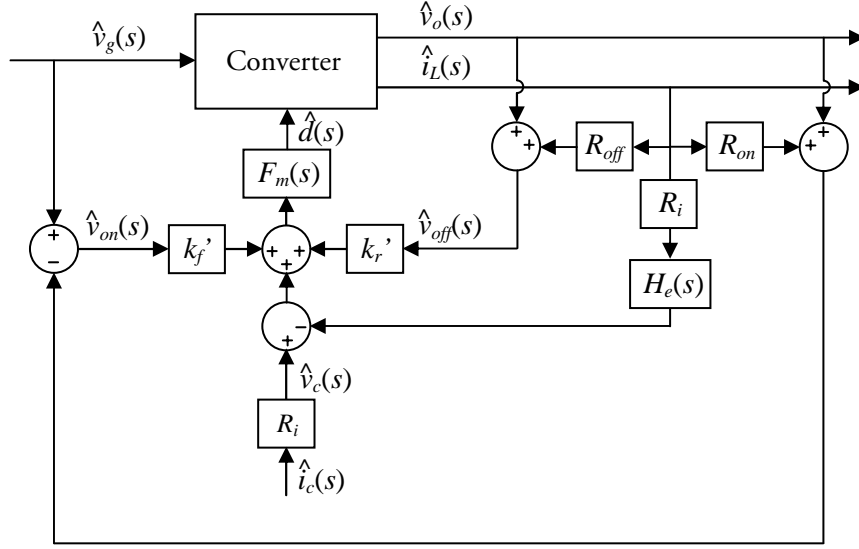 v̂o(s)
v̂g(s)
Converter
îL(s)
d̂(s)
+
+
Roff
Ron
+
+
Fm(s)
Ri
+
-
v̂on(s)
kf’
+
+
+
+
kr’
v̂off(s)
He(s)
-
+
v̂c(s)
Ri
îc(s)